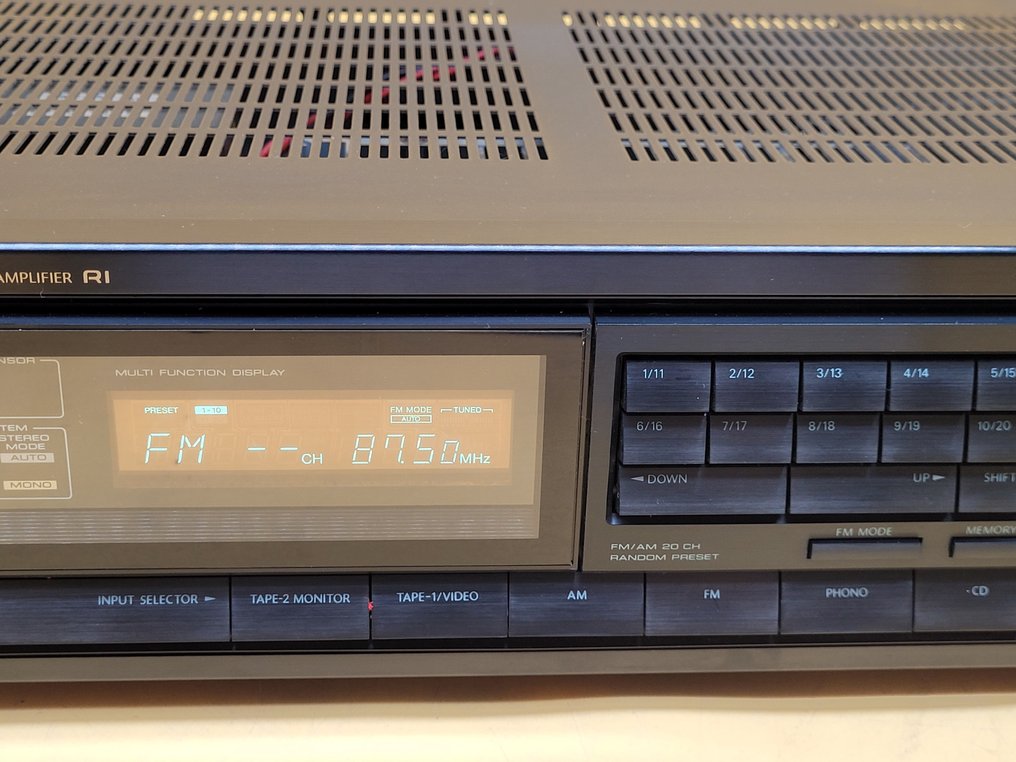 AMPLIFIER RI
NSOR
MULTI FUNCTION DISPLAY
PRESET 1-10 FM MODE TUNED
AUTO
FM -- CH 87.50 MHz
TEM
STEREO
MODE
AUTO
MONO
1/11 2/12 3/13 4/14 5/15
6/16 7/17 8/18 9/19 10/20
◄ DOWN UP ► SHIFT
FM MODE MEMORY
FM/AM 20 CH
RANDOM PRESET
INPUT SELECTOR ► TAPE-2 MONITOR TAPE-1/VIDEO AM FM PHONO CD